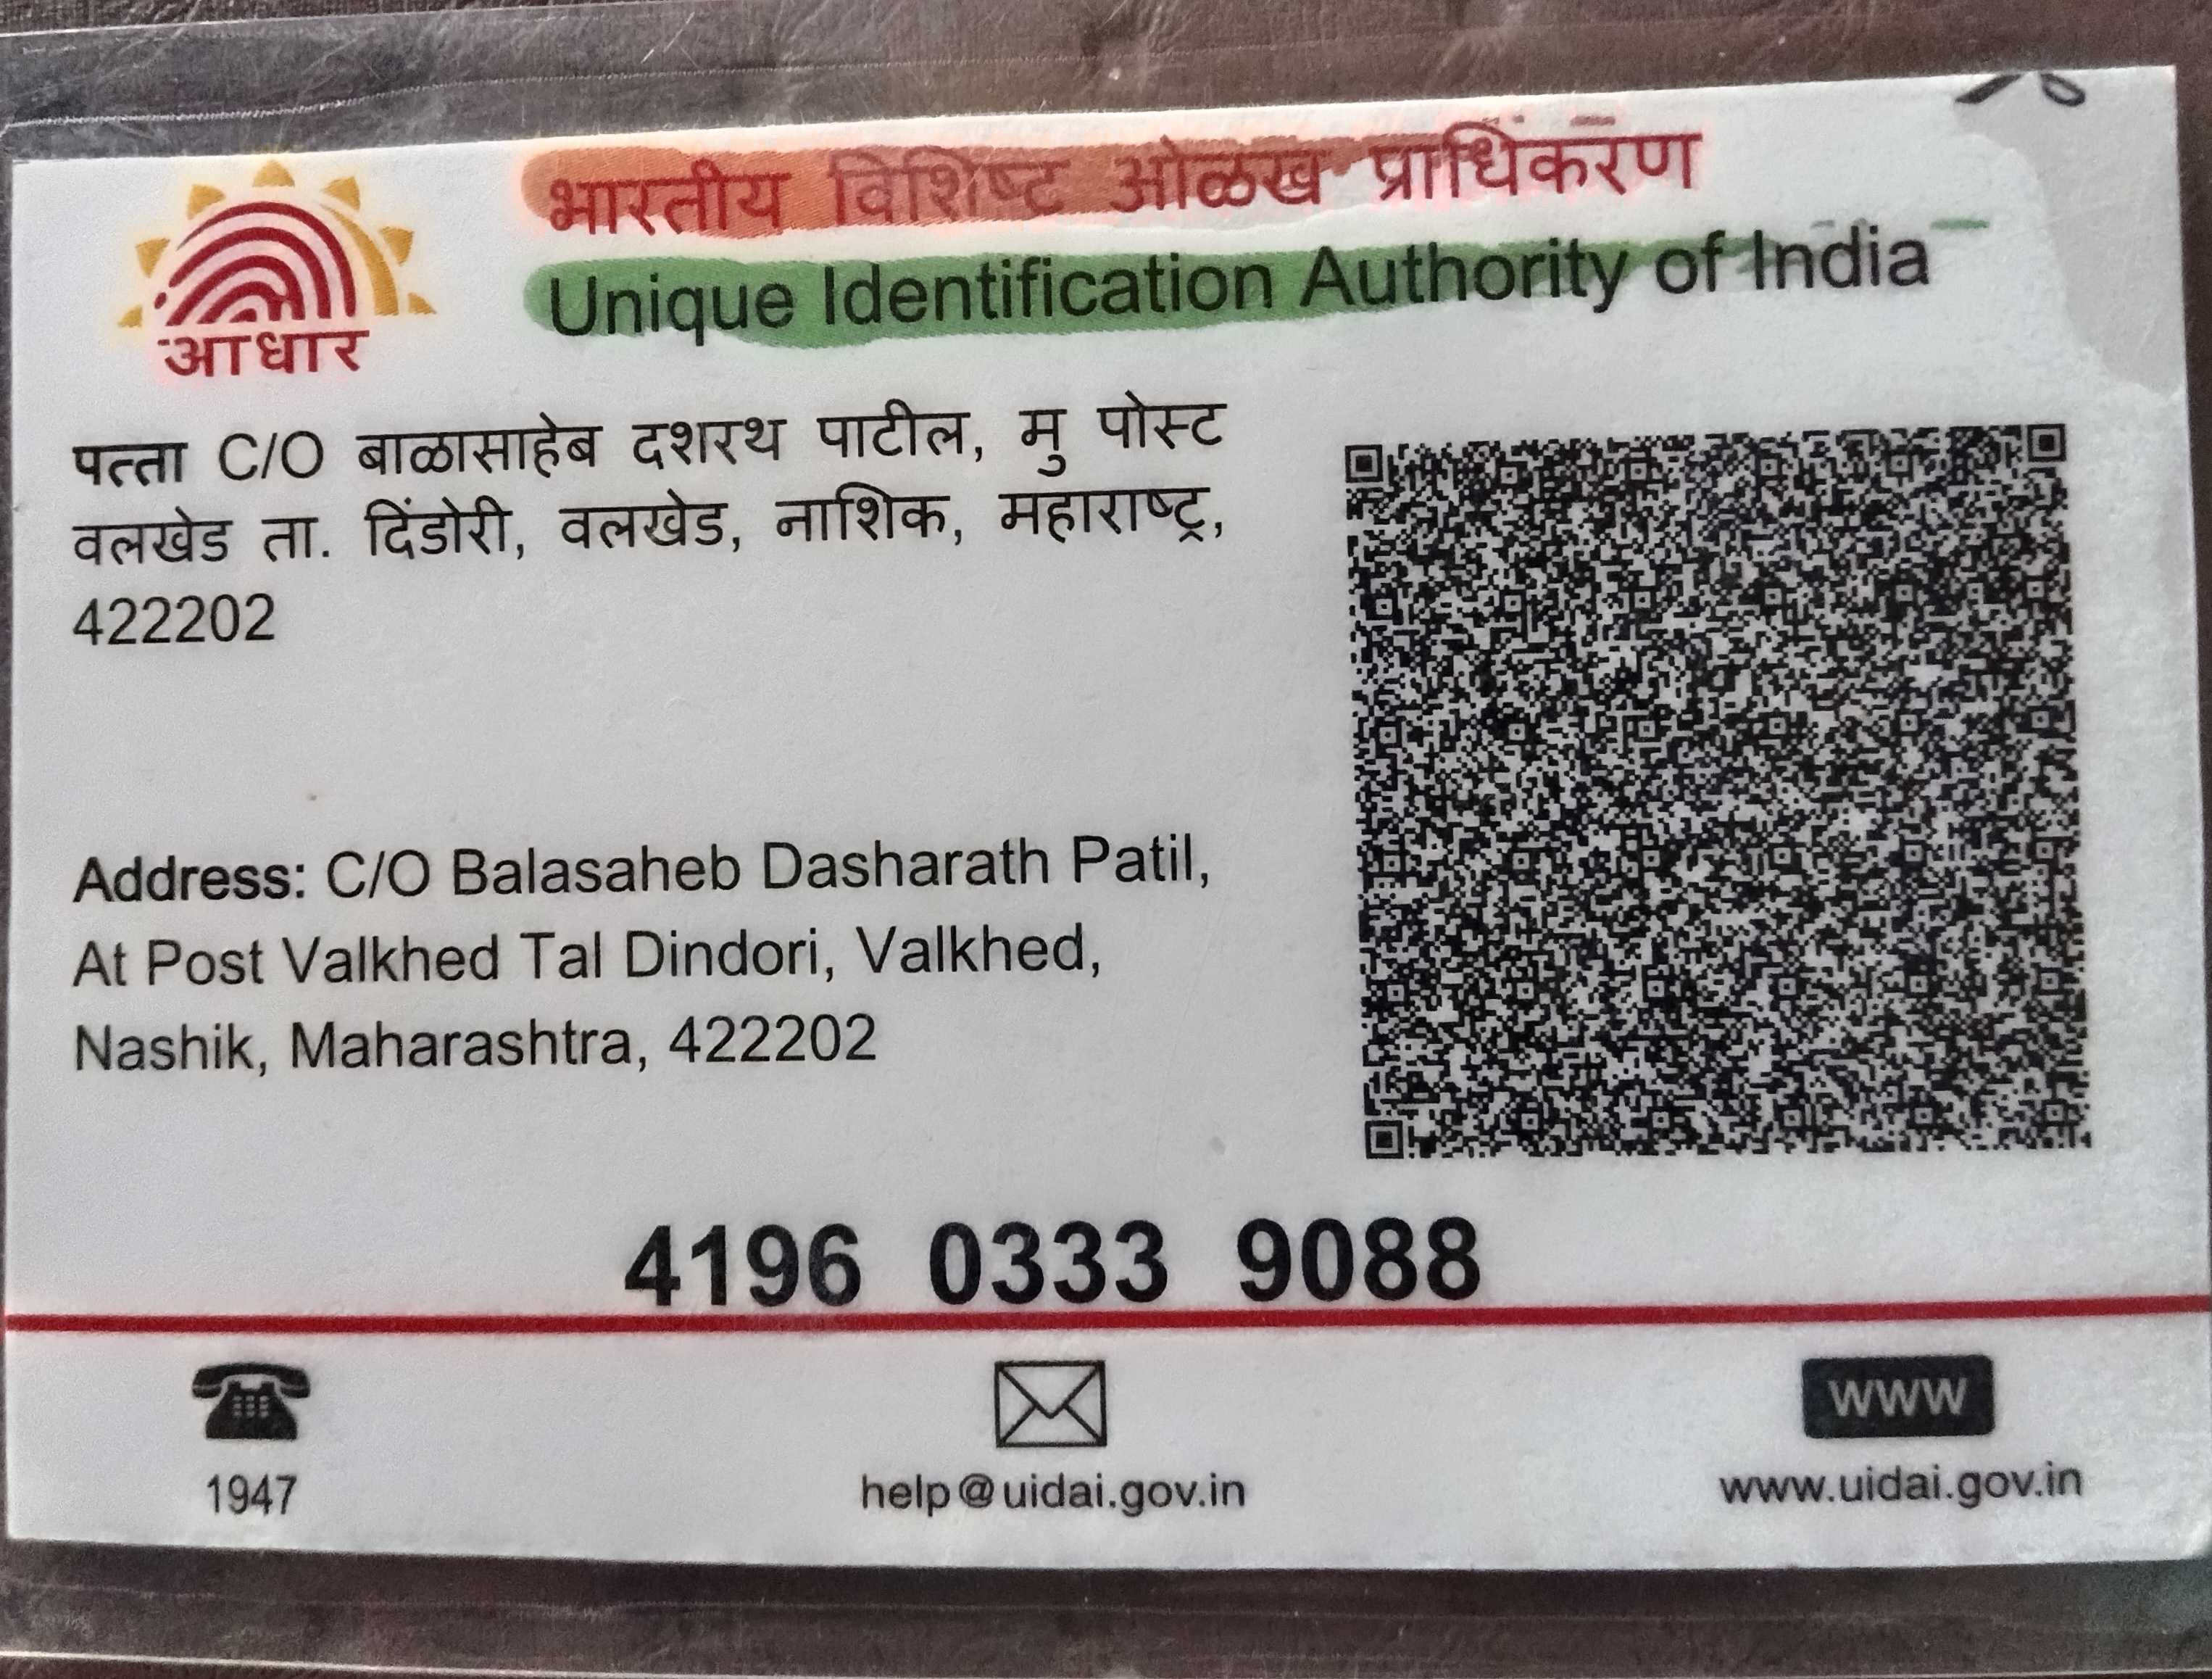 भारतीय विशिष्ट ओळख प्राधिकरण
Unique Identification Authority of India
आधार
पत्ता C/O बाळासाहेब दशरथ पाटील, मु पोस्ट
वलखेड ता. दिंडोरी, वलखेड, नाशिक, महाराष्ट्र,
422202
Address: C/O Balasaheb Dasharath Patil,
At Post Valkhed Tal Dindori, Valkhed,
Nashik, Maharashtra, 422202
4196 0333 9088
WWW
1947
help@uidai.gov.in
www.uidai.gov.in